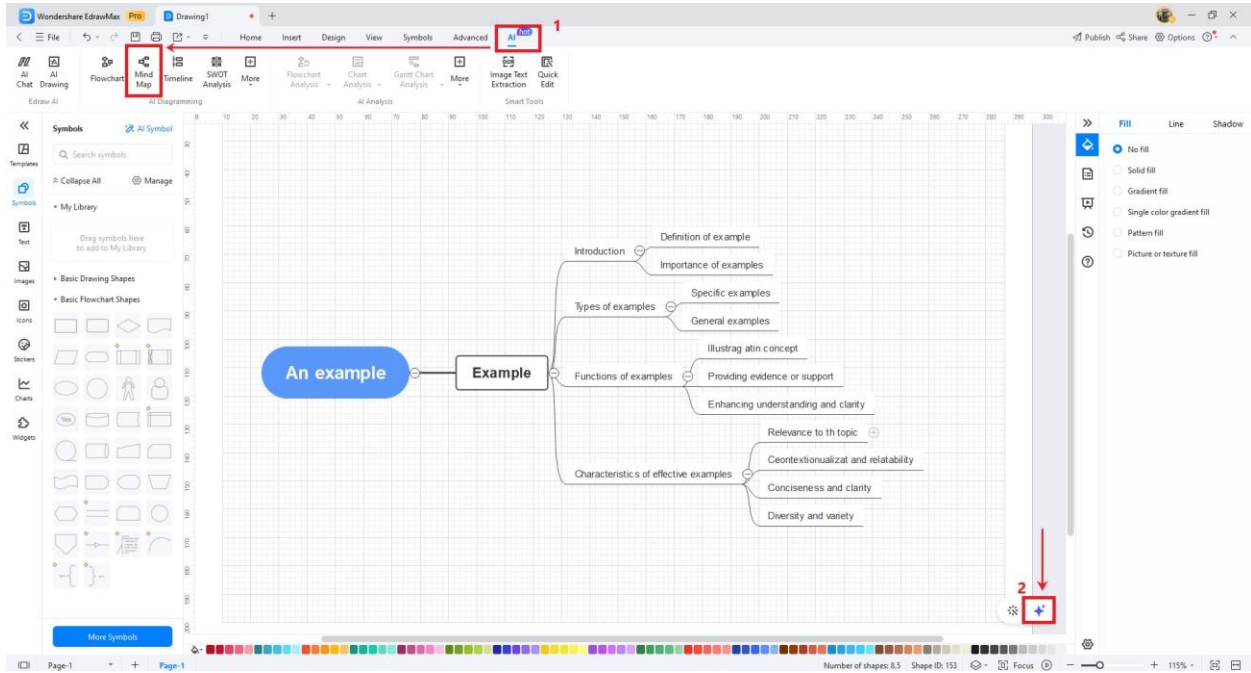 Wondershare EdrawMax Pro Drawing1
File Home Insert Design View Symbols Advanced AI hot 1 Publish Share Options
AI Chat
AI Drawing
Flowchart
Mind Map
Timeline
SWOT Analysis
More
Flowchart Analysis
Chart Analysis
Gantt Chart Analysis
More
Image Text Extraction
Quick Edit
Edraw AI AI Diagramming AI Analysis Smart Tools
Templates
Symbols
Text
Images
Icons
Stickers
Charts
Widgets
Symbols AI Symbol
Search symbols
Collapse All Manage
My Library
Drag symbols here
to add to My Library
Basic Drawing Shapes
Basic Flowchart Shapes
Yes
More Symbols
An example
Example
Introduction
Definition of example
Importance of examples
Types of examples
Specific examples
General examples
Functions of examples
Illustrag atin concept
Providing evidence or support
Enhancing understanding and clarity
Characteristics of effective examples
Relevance to th topic
Ceontextionualizat and relatability
Conciseness and clarity
Diversity and variety
2
Fill Line Shadow
No fill
Solid fill
Gradient fill
Single color gradient fill
Pattern fill
Picture or texture fill
Page-1 Page-1 Number of shapes: 8.5 Shape ID: 153 Focus 115%